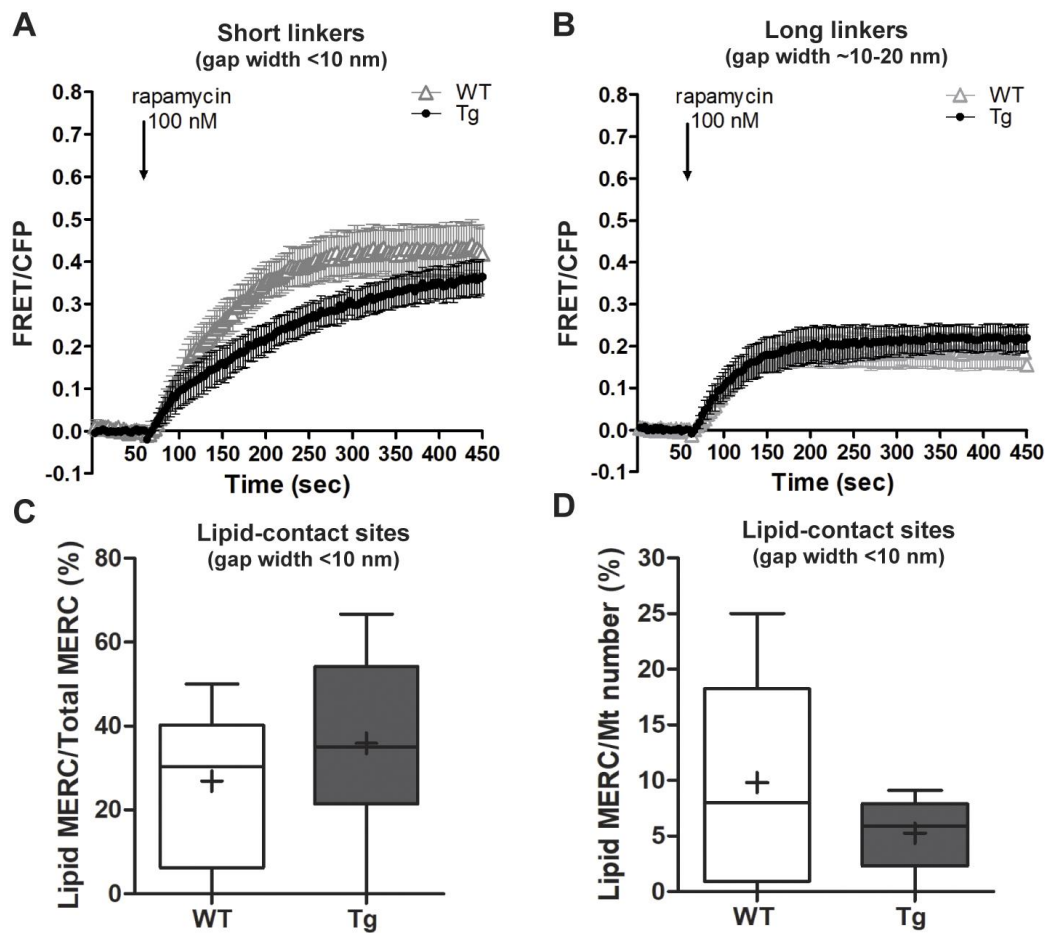 A
Short linkers
(gap width <10 nm)
WT
Tg
rapamycin
100 nM
FRET/CFP
0.8
0.7
0.6
0.5
0.4
0.3
0.2
0.1
0.0
-0.1
50 100 150 200 250 300 350 400 450
Time (sec)
B
Long linkers
(gap width ~10-20 nm)
WT
Tg
rapamycin
100 nM
FRET/CFP
0.8
0.7
0.6
0.5
0.4
0.3
0.2
0.1
0.0
-0.1
50 100 150 200 250 300 350 400 450
Time (sec)
C
Lipid-contact sites
(gap width <10 nm)
Lipid MERC/Total MERC (%)
80
60
40
20
0
WT Tg
D
Lipid-contact sites
(gap width <10 nm)
Lipid MERC/Mt number (%)
30
25
20
15
10
5
0
WT Tg